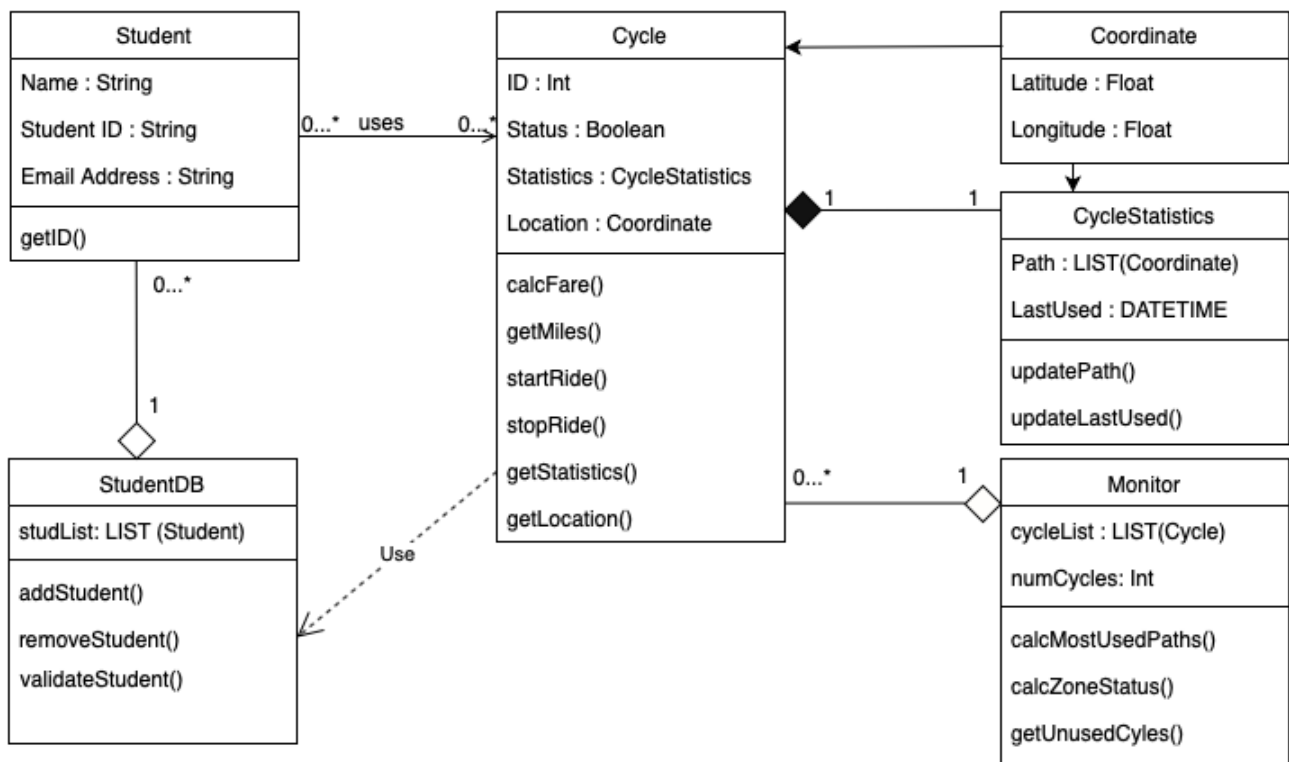 Student
Name : String
Student ID : String
Email Address : String
getID()
0...* uses 0...*
Cycle
ID : Int
Status : Boolean
Statistics : CycleStatistics
Location : Coordinate
calcFare()
getMiles()
startRide()
stopRide()
getStatistics()
getLocation()
Coordinate
Latitude : Float
Longitude : Float
1 1
CycleStatistics
Path : LIST(Coordinate)
LastUsed : DATETIME
updatePath()
updateLastUsed()
0...*
1
StudentDB
studList: LIST (Student)
addStudent()
removeStudent()
validateStudent()
Use
0...* 1
Monitor
cycleList : LIST(Cycle)
numCycles: Int
calcMostUsedPaths()
calcZoneStatus()
getUnusedCyles()